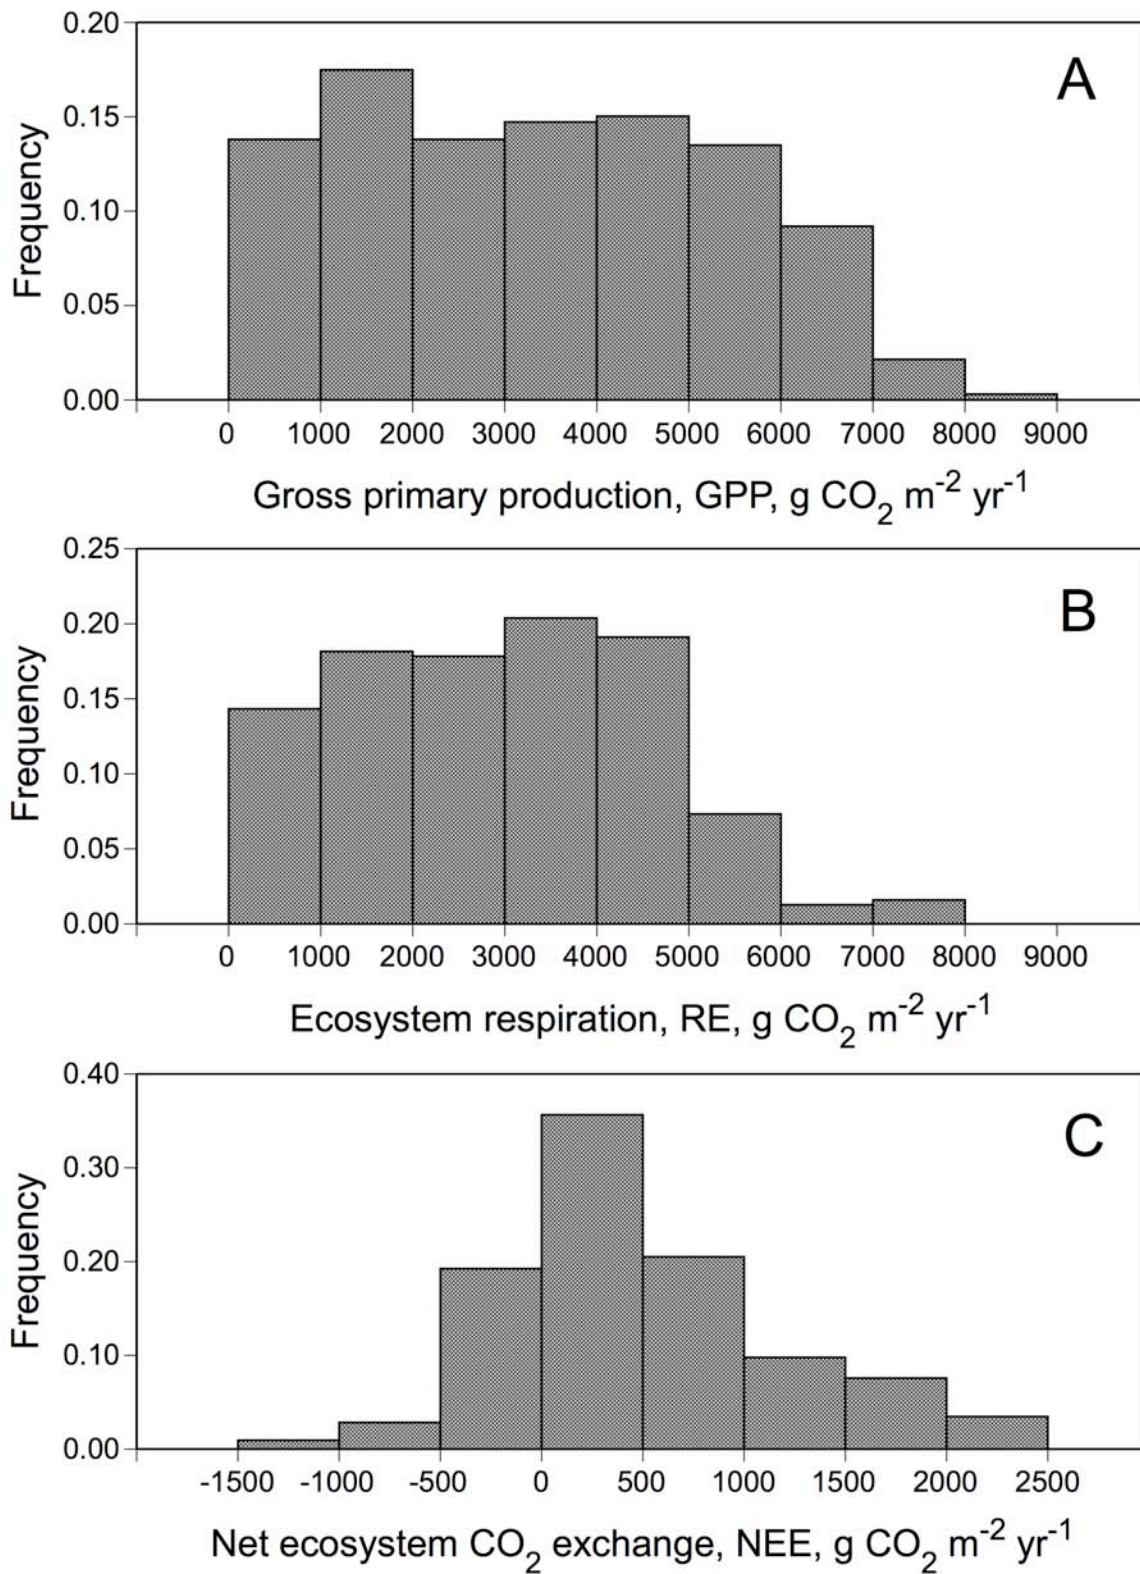 0.20
A
0.15
0.10
0.05
0.00
Frequency
0 1000 2000 3000 4000 5000 6000 7000 8000 9000
Gross primary production, GPP, g CO₂ m⁻² yr⁻¹
0.25
B
0.20
0.15
0.10
0.05
0.00
Frequency
0 1000 2000 3000 4000 5000 6000 7000 8000 9000
Ecosystem respiration, RE, g CO₂ m⁻² yr⁻¹
0.40
C
0.30
0.20
0.10
0.00
Frequency
-1500 -1000 -500 0 500 1000 1500 2000 2500
Net ecosystem CO₂ exchange, NEE, g CO₂ m⁻² yr⁻¹